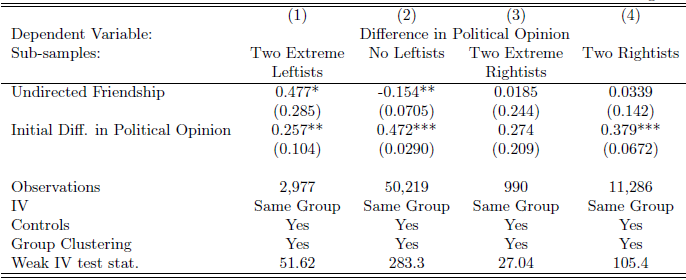 (1) (2) (3) (4)
Dependent Variable: Difference in Political Opinion
Sub-samples: Two Extreme No Leftists Two Extreme Two Rightists
Leftists Rightists
Undirected Friendship 0.477* -0.154** 0.0185 0.0339
(0.285) (0.0705) (0.244) (0.142)
Initial Diff. in Political Opinion 0.257** 0.472*** 0.274 0.379***
(0.104) (0.0290) (0.209) (0.0672)
Observations 2,977 50,219 990 11,286
IV Same Group Same Group Same Group Same Group
Controls Yes Yes Yes Yes
Group Clustering Yes Yes Yes Yes
Weak IV test stat. 51.62 283.3 27.04 105.4